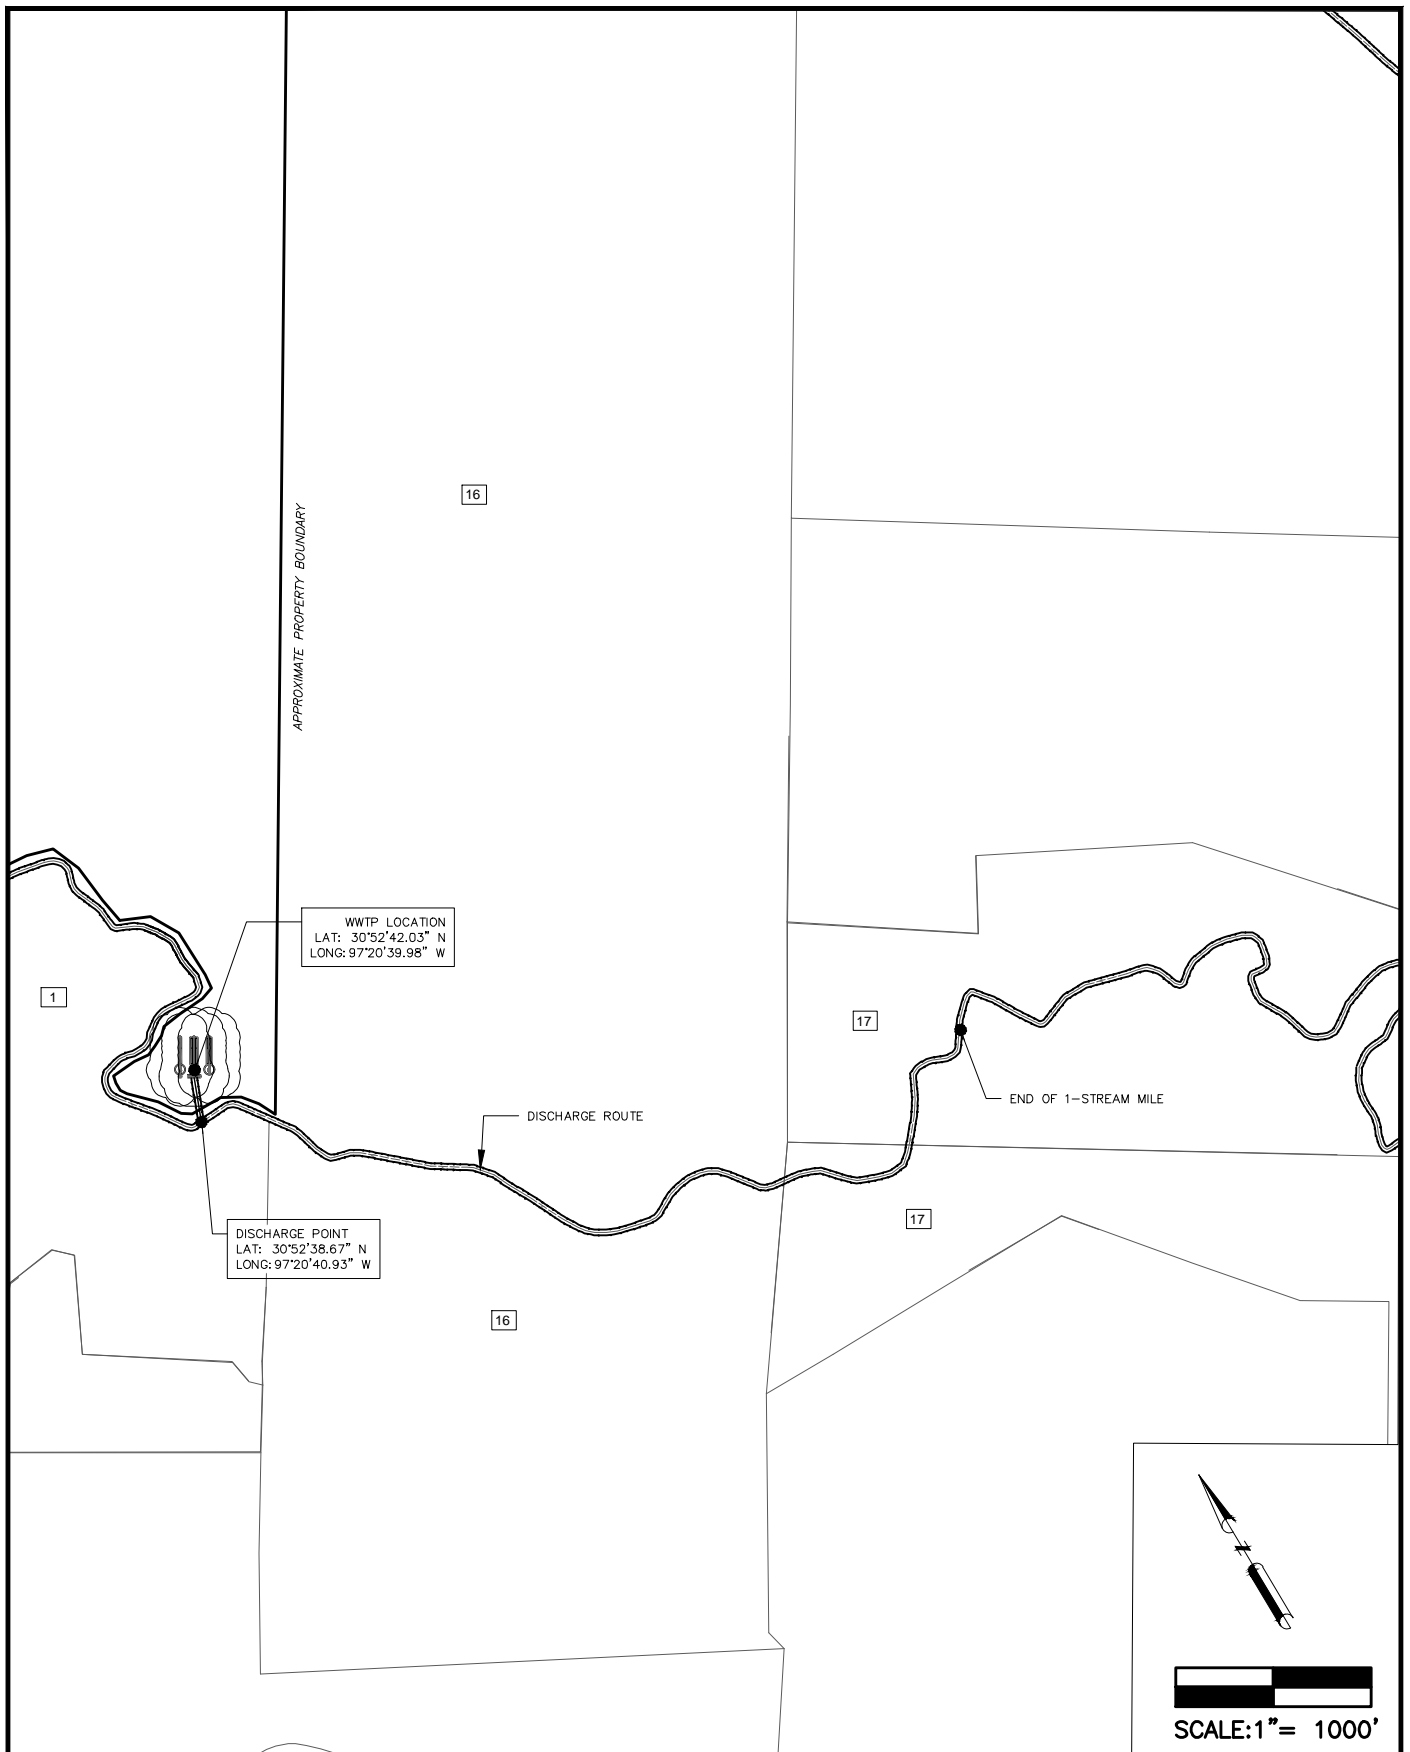 16
APPROXIMATE PROPERTY BOUNDARY
WWTP LOCATION
LAT: 30°52'42.03" N
LONG: 97°20'39.98" W
1
17
END OF 1-STREAM MILE
DISCHARGE ROUTE
17
DISCHARGE POINT
LAT: 30°52'38.67" N
LONG: 97°20'40.93" W
16
N
SCALE:1"= 1000'